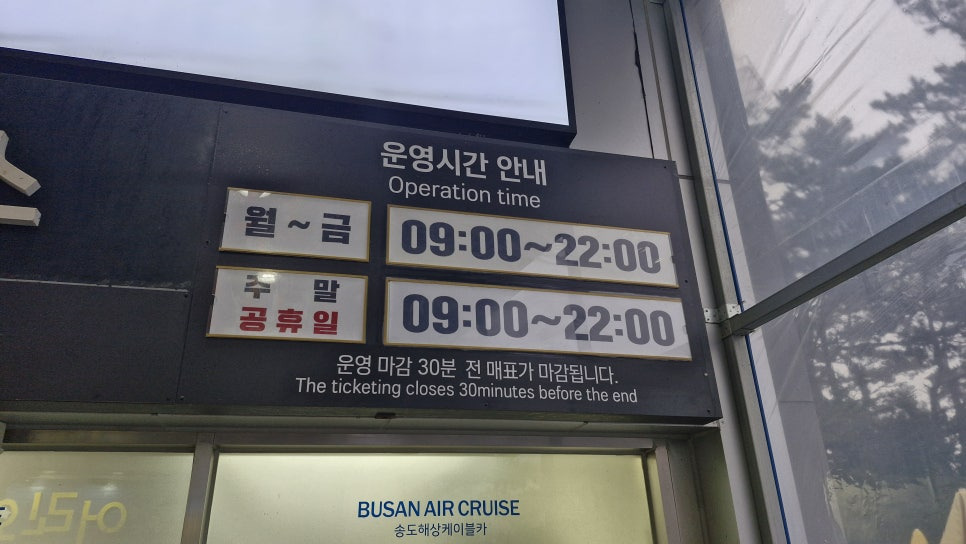 운영시간 안내
Operation time
월~금 09:00~22:00
주 말
공휴일 09:00~22:00
운영 마감 30분 전 매표가 마감됩니다.
The ticketing closes 30minutes before the end
BUSAN AIR CRUISE
송도해상케이블카